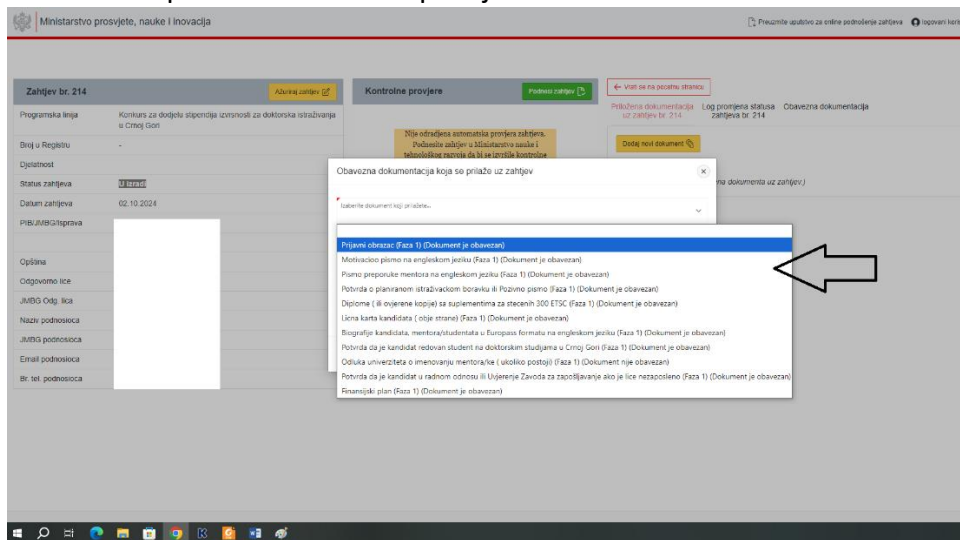 Ministarstvo prosvjete, nauke i inovacija
Preuzmite uputstvo za online podnošenje zahtjeva
logovani koris
Zahtjev br. 214
Ažuriraj zahtjev
Kontrolne provjere
Podnesi zahtjev
Vrati se na početnu stranicu
Programska linija
Konkurs za dodjelu stipendija izvrsnosti za doktorska istraživanja
u Crnoj Gori
Priložena dokumentacija
uz zahtjev br. 214
Log promjena statusa
zahtjeva br. 214
Obavezna dokumentacija
Broj u Registru
-
Nije odradjena automatska provjera zahtjeva.
Podnesite zahtjev u Ministarstvo nauke i
tehnološkog razvoja da bi se izvršile kontrolne
Dodaj novi dokument
Djelatnost
Obavezna dokumentacija koja se prilaže uz zahtjev
na dokumenta uz zahtjev.)
Status zahtjeva
U izradi
Datum zahtjeva
02.10.2024
Izaberite dokument koji prilažete...
PIB/JMBG/Isprava
Prijavni obrazac (Faza 1) (Dokument je obavezan)
Motivaciono pismo na engleskom jeziku (Faza 1) (Dokument je obavezan)
Pismo preporuke mentora na engleskom jeziku (Faza 1) (Dokument je obavezan)
Potvrda o planiranom istraživackom boravku ili Pozivno pismo (Faza 1) (Dokument je obavezan)
Diplome ( ili ovjerene kopije) sa suplementima za stecenih 300 ETSC (Faza 1) (Dokument je obavezan)
Licna karta kandidata ( obje strane) (Faza 1) (Dokument je obavezan)
Biografije kandidata, mentora/studentata u Europass formatu na engleskom jeziku (Faza 1) (Dokument je obavezan)
Potvrda da je kandidat redovan student na doktorskim studijama u Crnoj Gori (Faza 1) (Dokument je obavezan)
Odluka univerziteta o imenovanju mentora/ke ( ukoliko postoji) (Faza 1) (Dokument nije obavezan)
Potvrda da je kandidat u radnom odnosu ili Uvjerenje Zavoda za zapošljavanje ako je lice nezaposleno (Faza 1) (Dokument je obavezan)
Finansijski plan (Faza 1) (Dokument je obavezan)
Opština
Odgovorno lice
JMBG Odg. lica
Naziv podnosioca
JMBG podnosioca
Email podnosioca
Br. tel. podnosioca